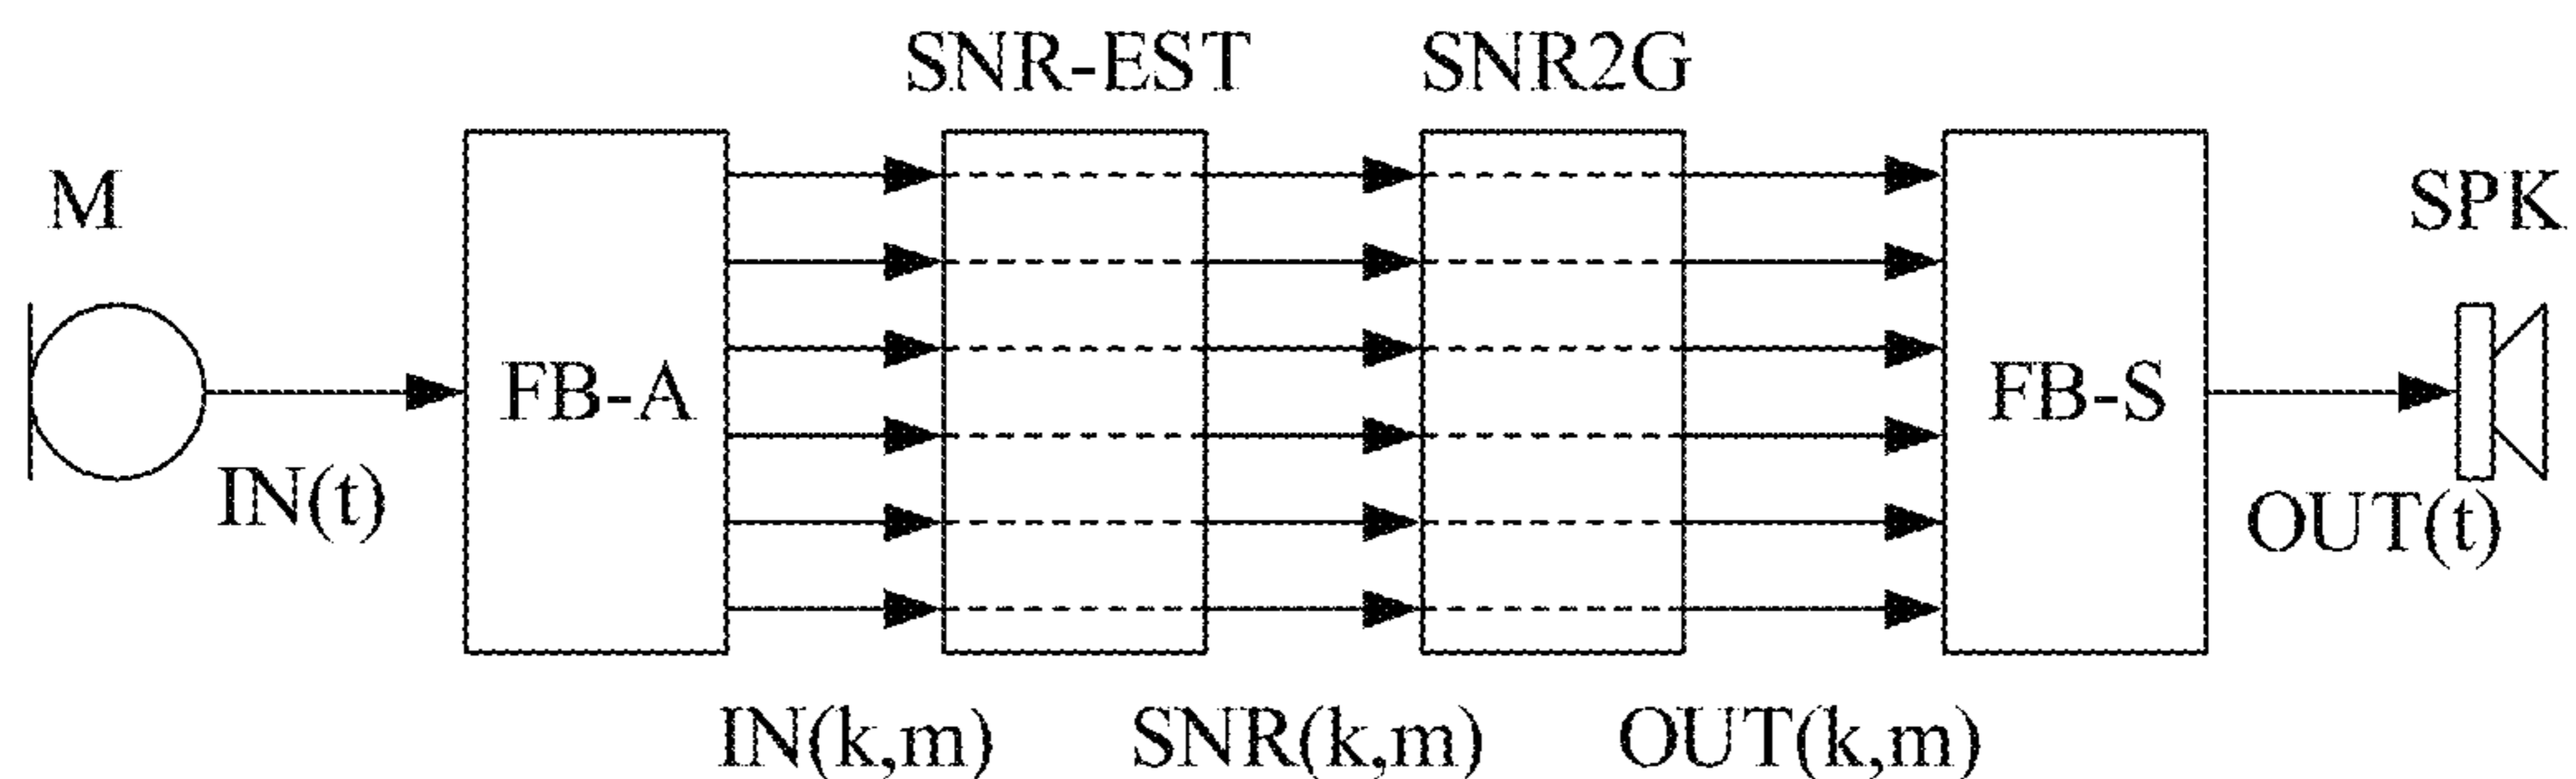 SNR-EST
SNR2G
M
SPK
FB-A
FB-S
IN(t)
OUT(t)
IN(k,m)
SNR(k,m)
OUT(k,m)